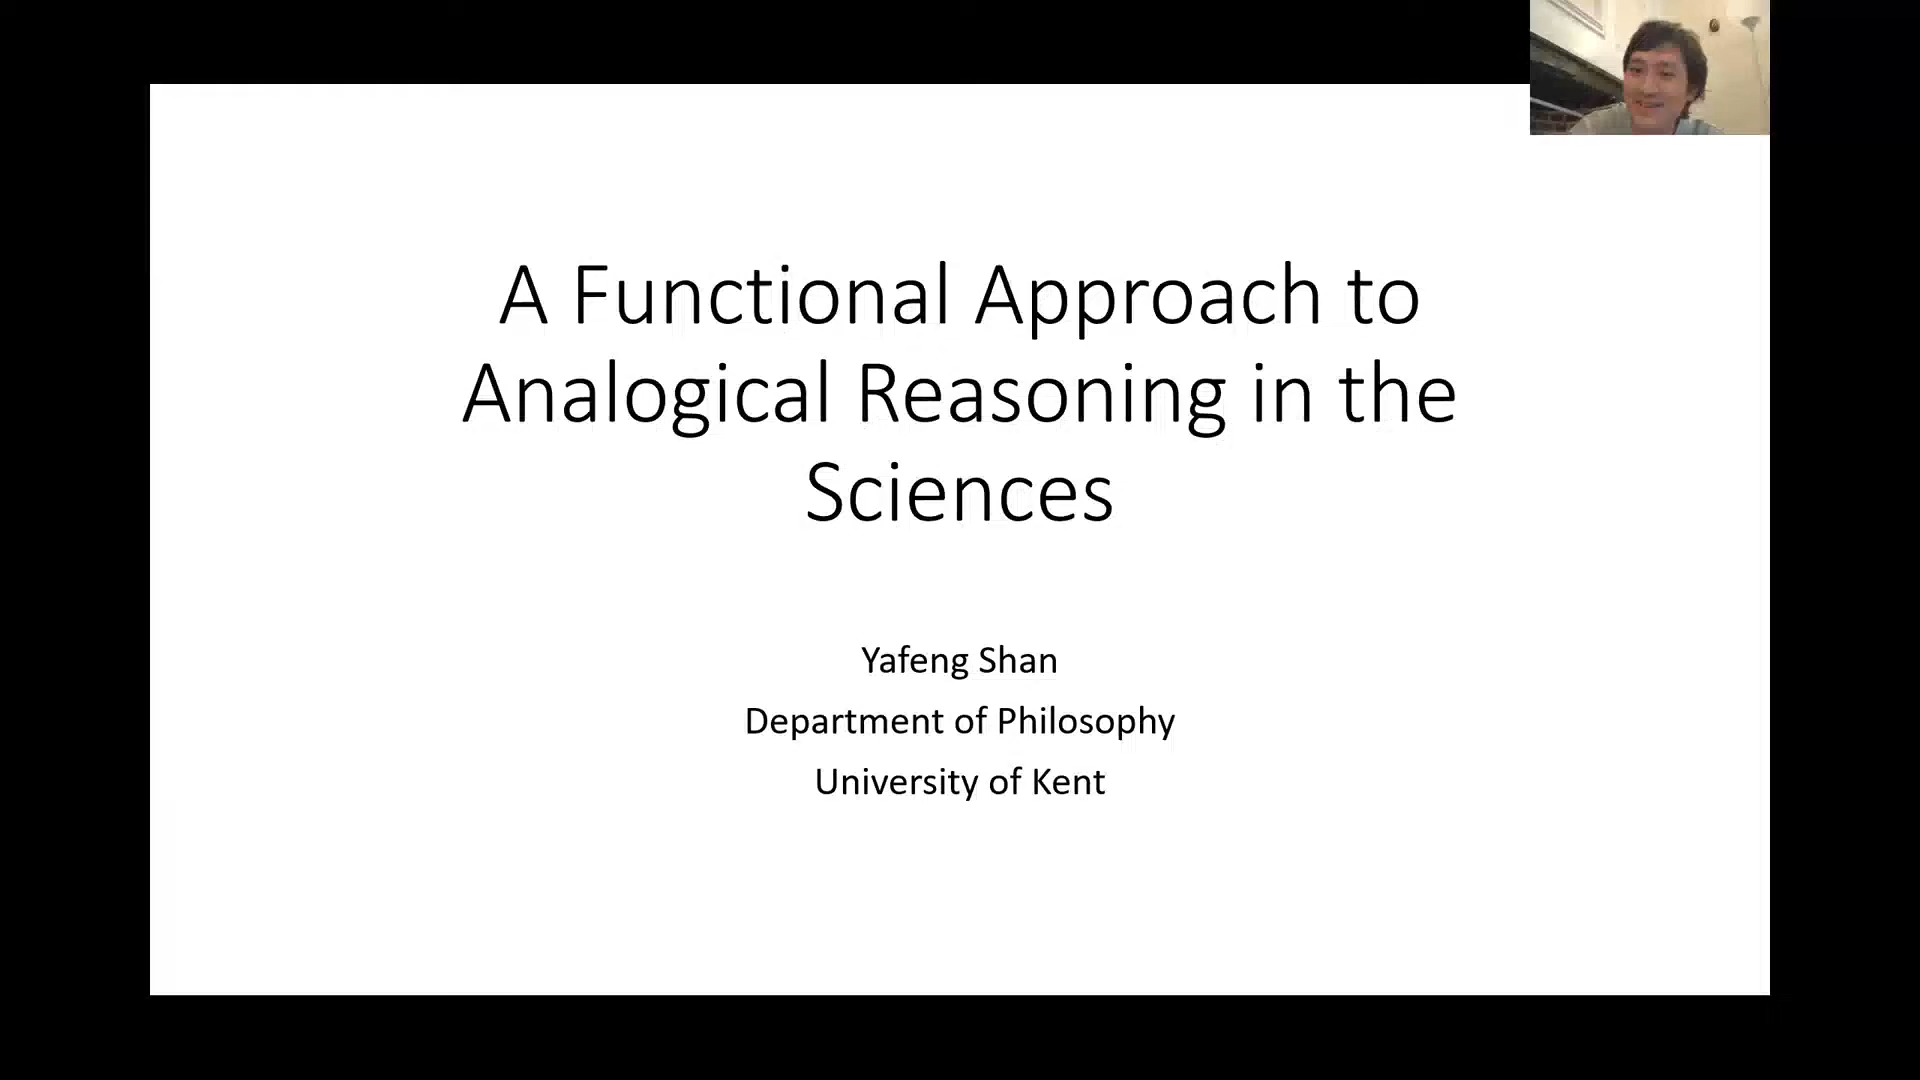 A Functional Approach to
Analogical Reasoning in the
Sciences
Yafeng Shan
Department of Philosophy
University of Kent